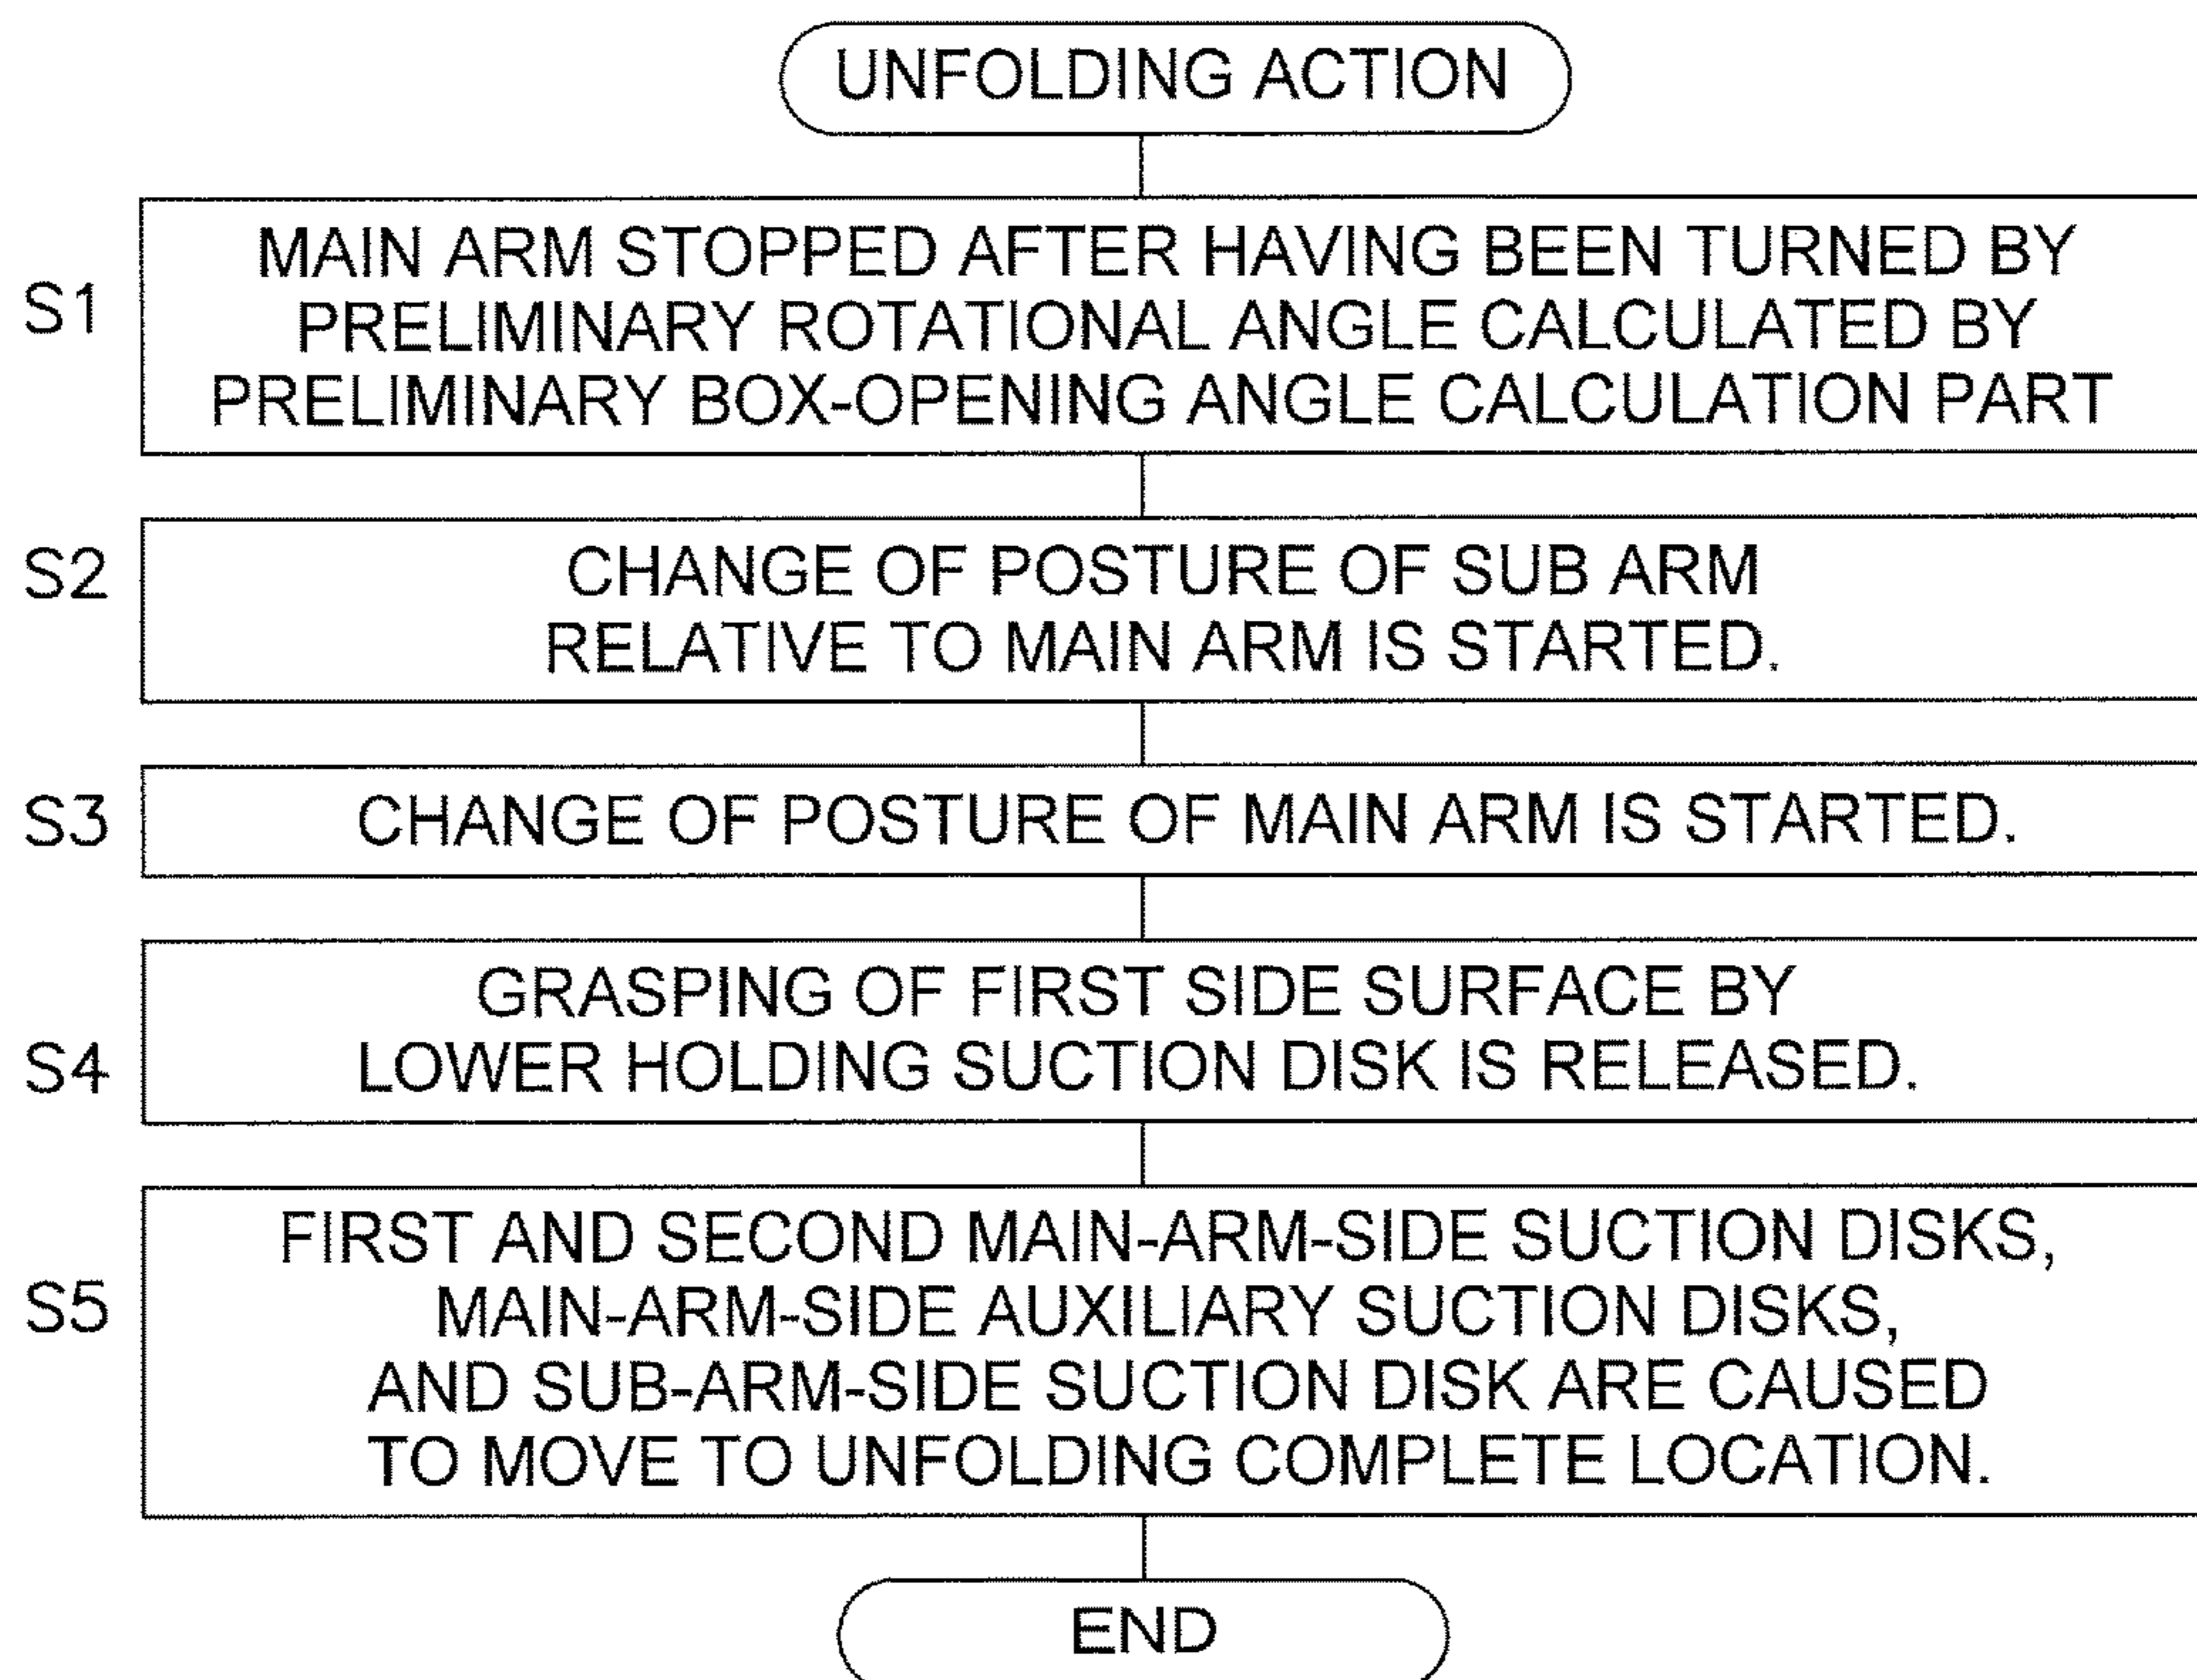 UNFOLDING ACTION
S1
MAIN ARM STOPPED AFTER HAVING BEEN TURNED BY
PRELIMINARY ROTATIONAL ANGLE CALCULATED BY
PRELIMINARY BOX-OPENING ANGLE CALCULATION PART
S2
CHANGE OF POSTURE OF SUB ARM
RELATIVE TO MAIN ARM IS STARTED.
S3
CHANGE OF POSTURE OF MAIN ARM IS STARTED.
S4
GRASPING OF FIRST SIDE SURFACE BY
LOWER HOLDING SUCTION DISK IS RELEASED.
S5
FIRST AND SECOND MAIN-ARM-SIDE SUCTION DISKS,
MAIN-ARM-SIDE AUXILIARY SUCTION DISKS,
AND SUB-ARM-SIDE SUCTION DISK ARE CAUSED
TO MOVE TO UNFOLDING COMPLETE LOCATION.
END